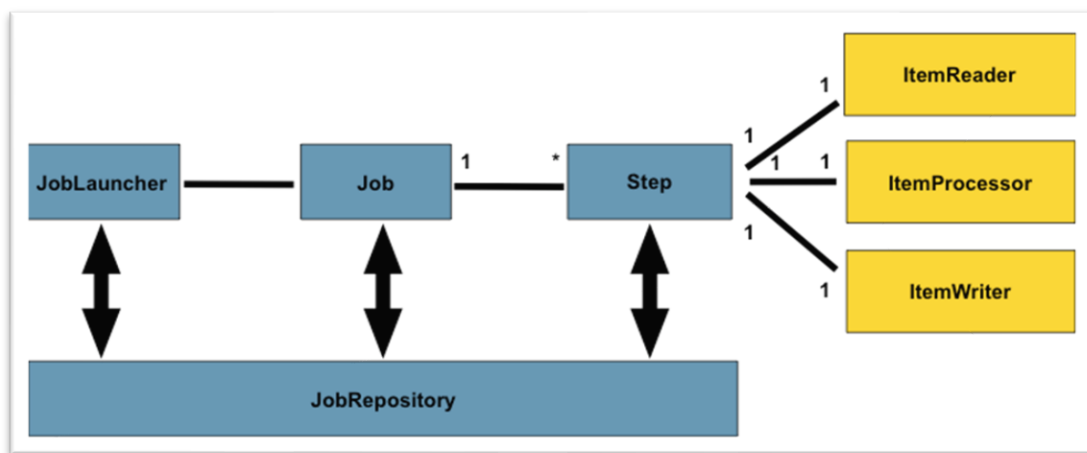 ItemReader
1
1
JobLauncher
Job
1
*
Step
1
1
ItemProcessor
1
1
ItemWriter
JobRepository